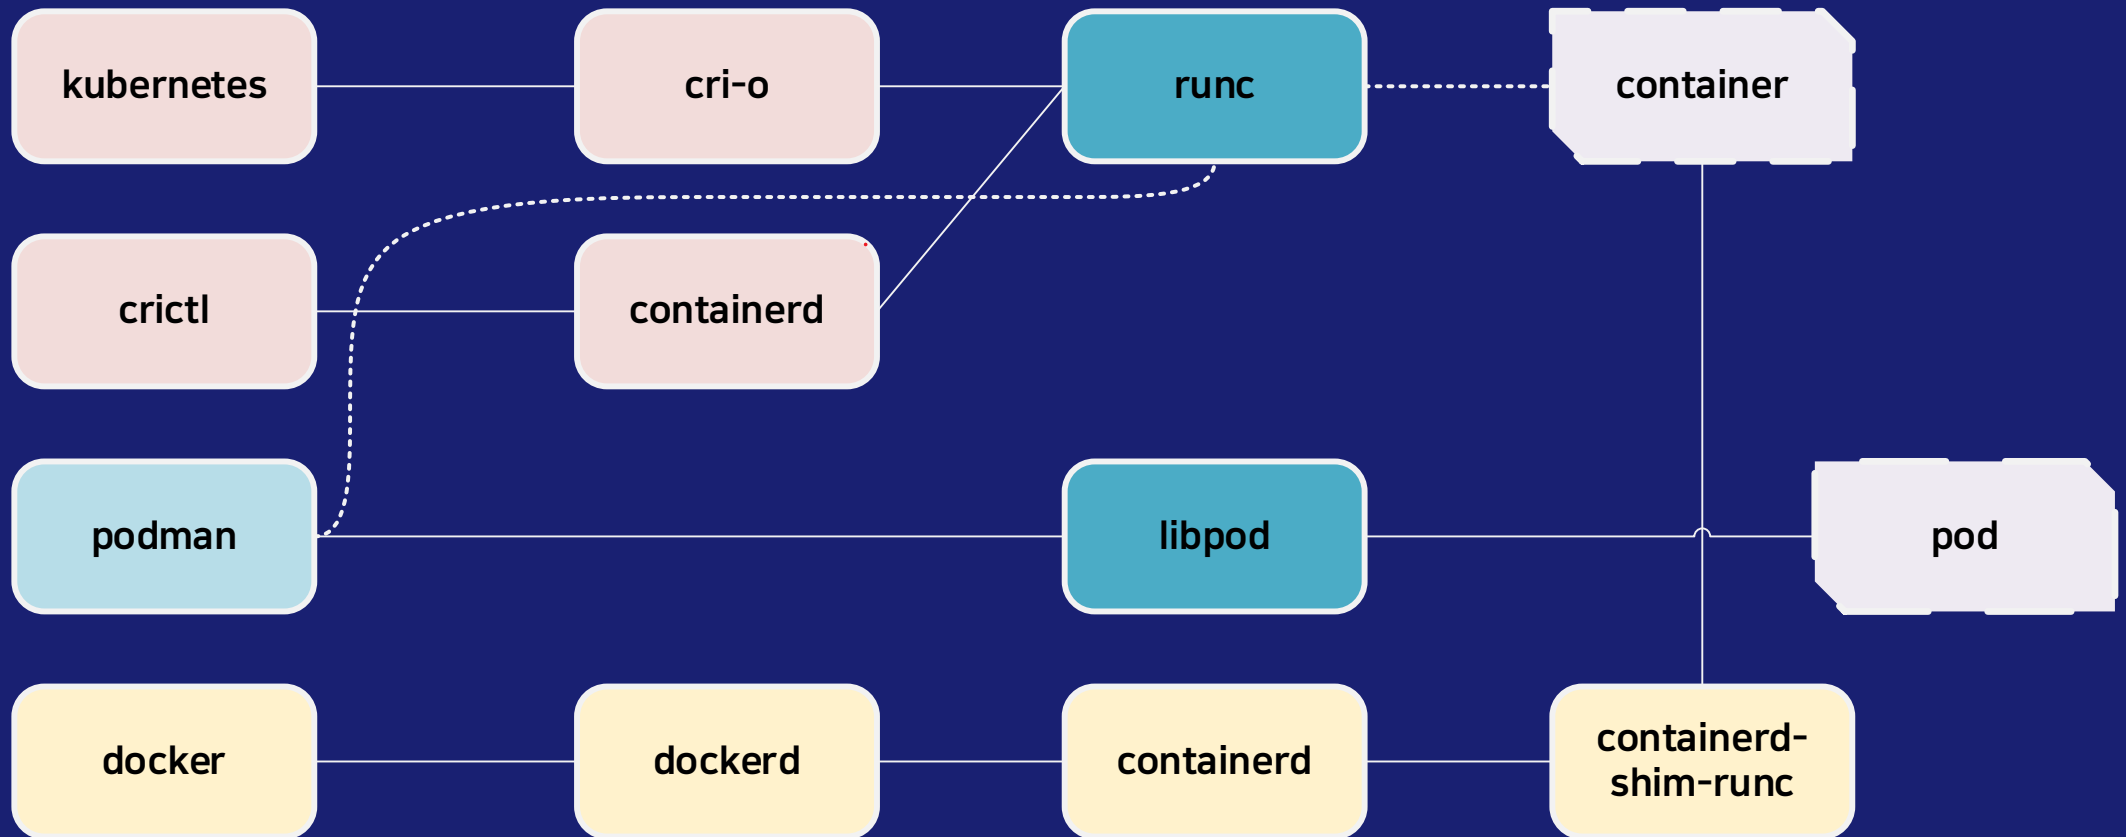 kubernetes
cri-o
runc
container
crictl
containerd
podman
libpod
pod
docker
dockerd
containerd
containerd-
shim-runc